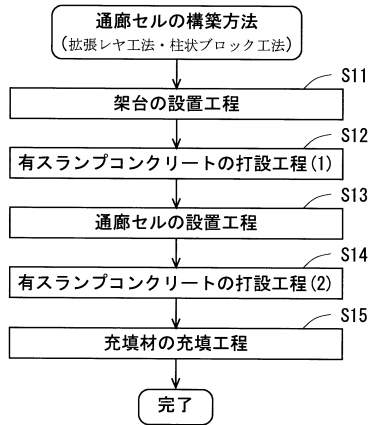 通廊セルの構築方法
(拡張レヤ工法・柱状ブロック工法)
S11
架台の設置工程
S12
有スランプコンクリートの打設工程(1)
S13
通廊セルの設置工程
S14
有スランプコンクリートの打設工程(2)
S15
充填材の充填工程
完了